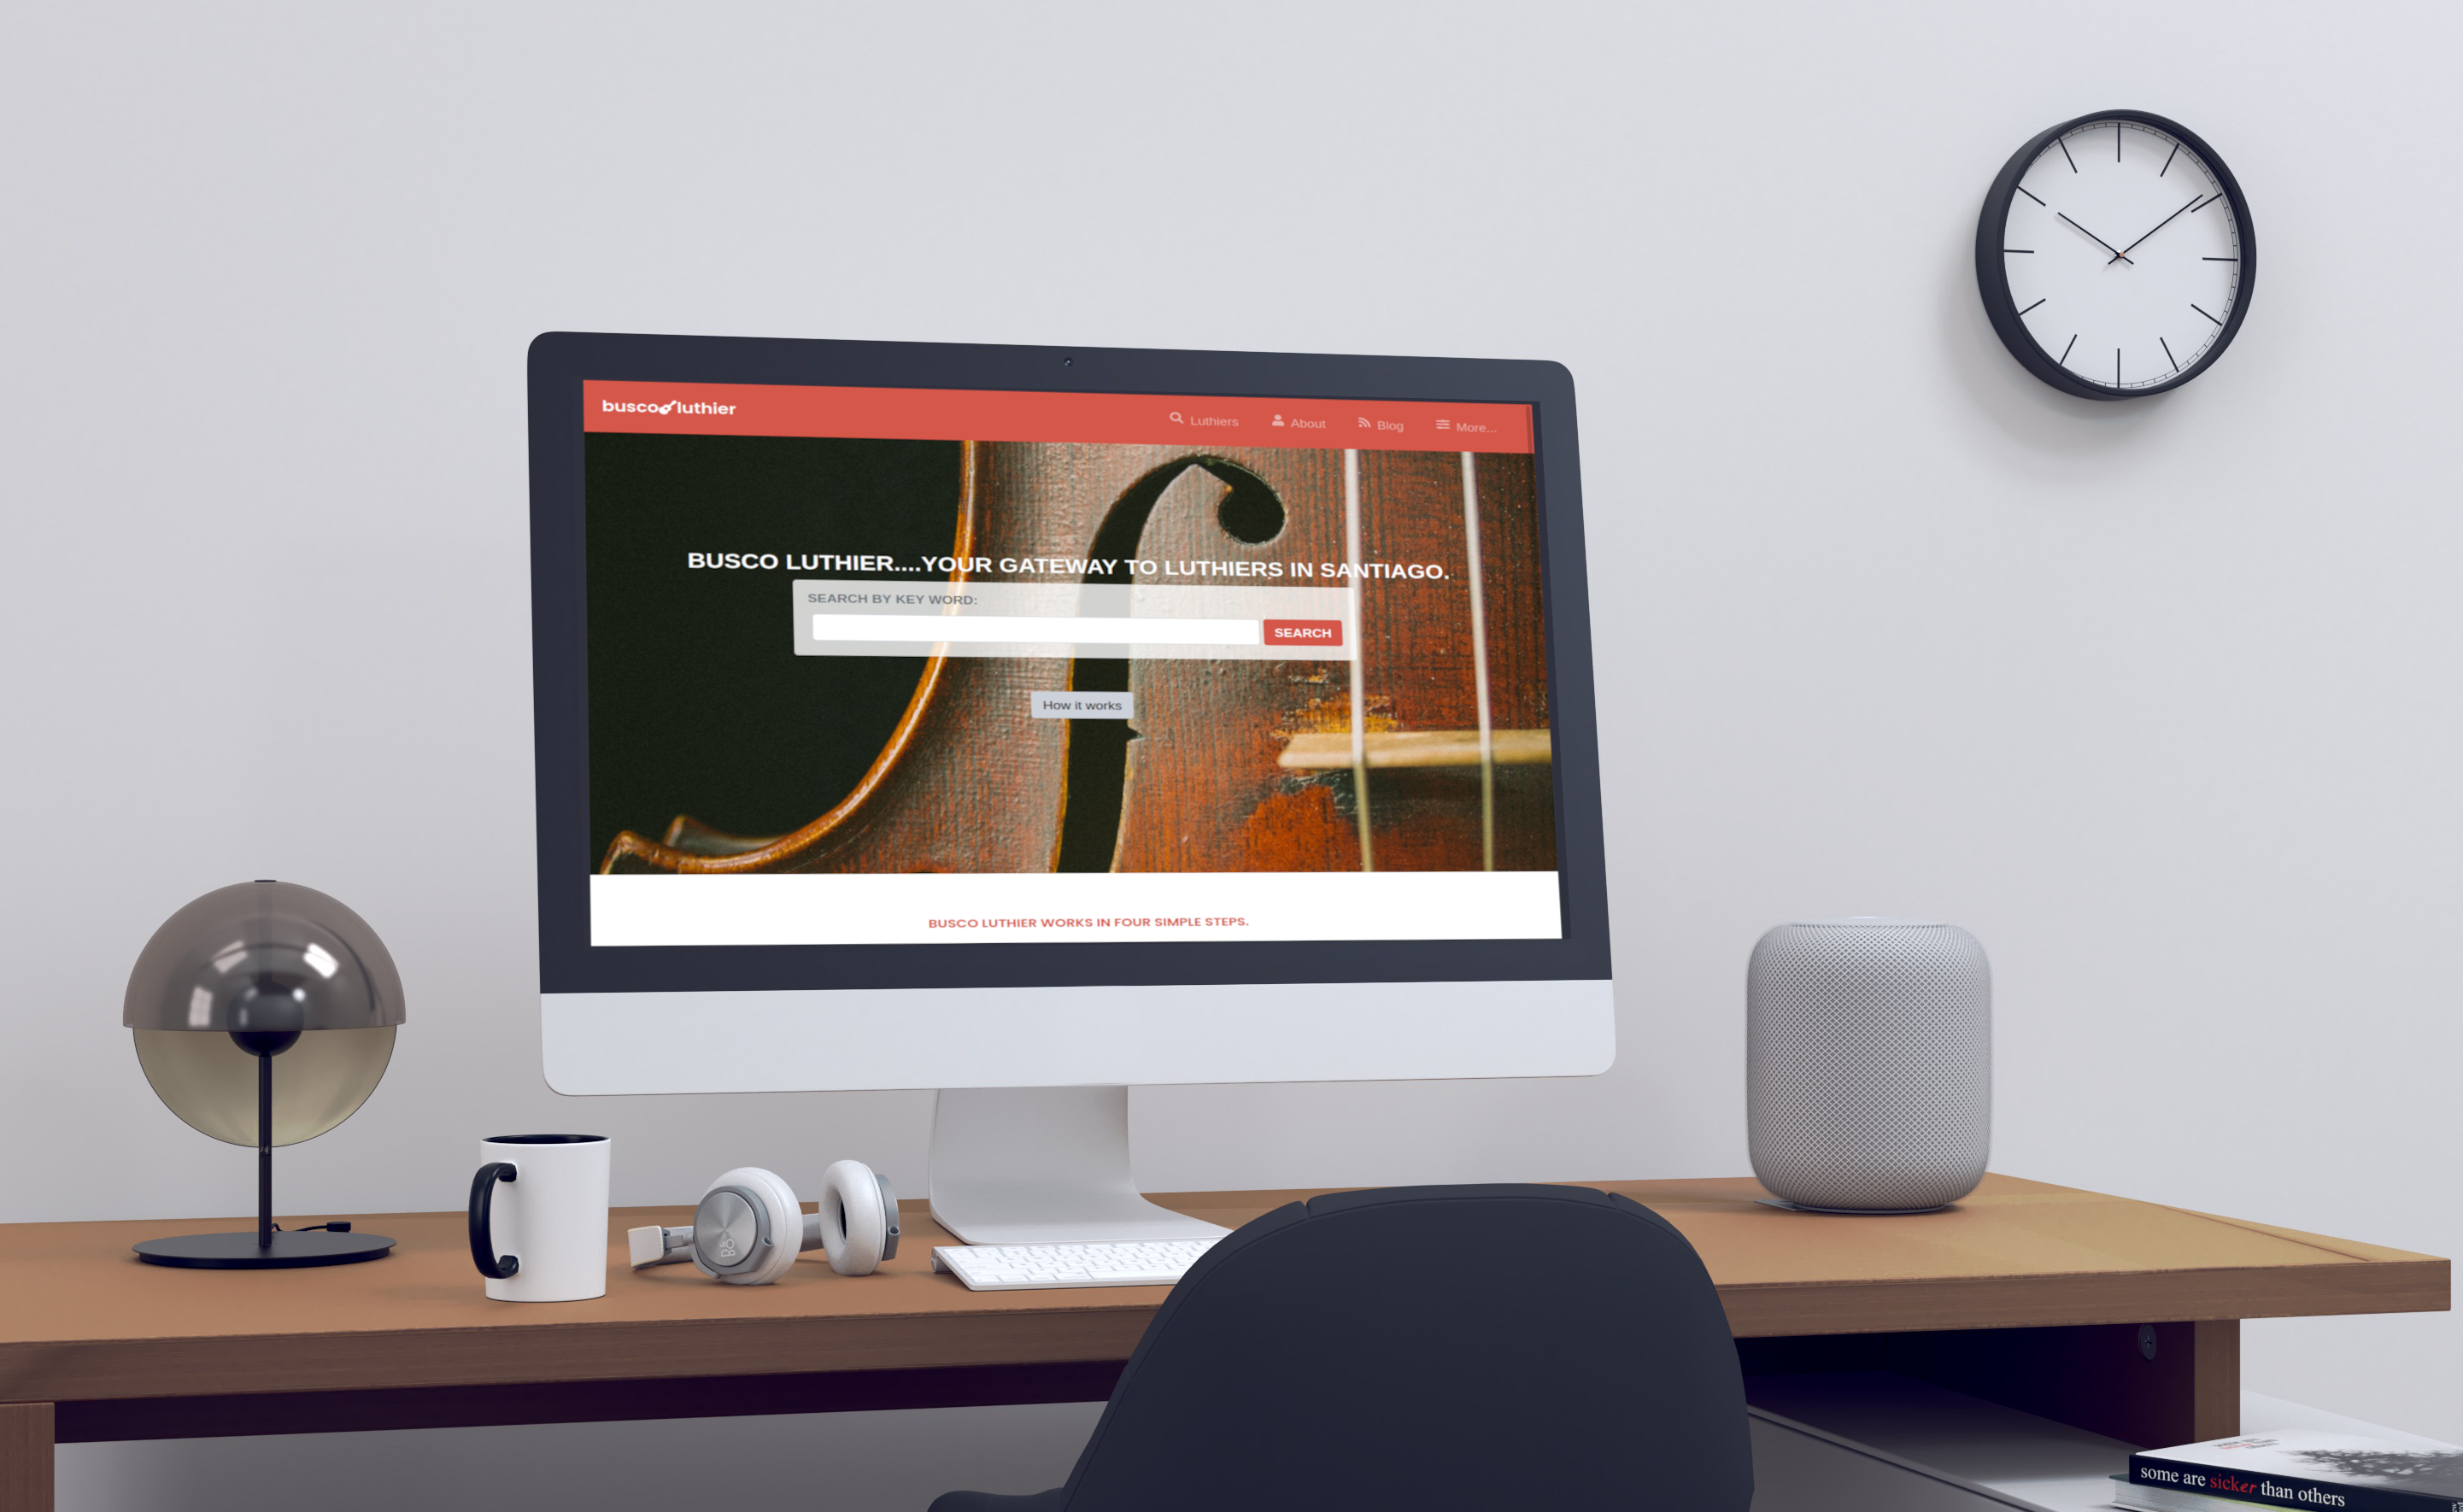 buscoluthier
Luthiers About Blog More...
BUSCO LUTHIER....YOUR GATEWAY TO LUTHIERS IN SANTIAGO.
SEARCH BY KEY WORD:
SEARCH
How it works
BUSCO LUTHIER WORKS IN FOUR SIMPLE STEPS.
some are sicker than others